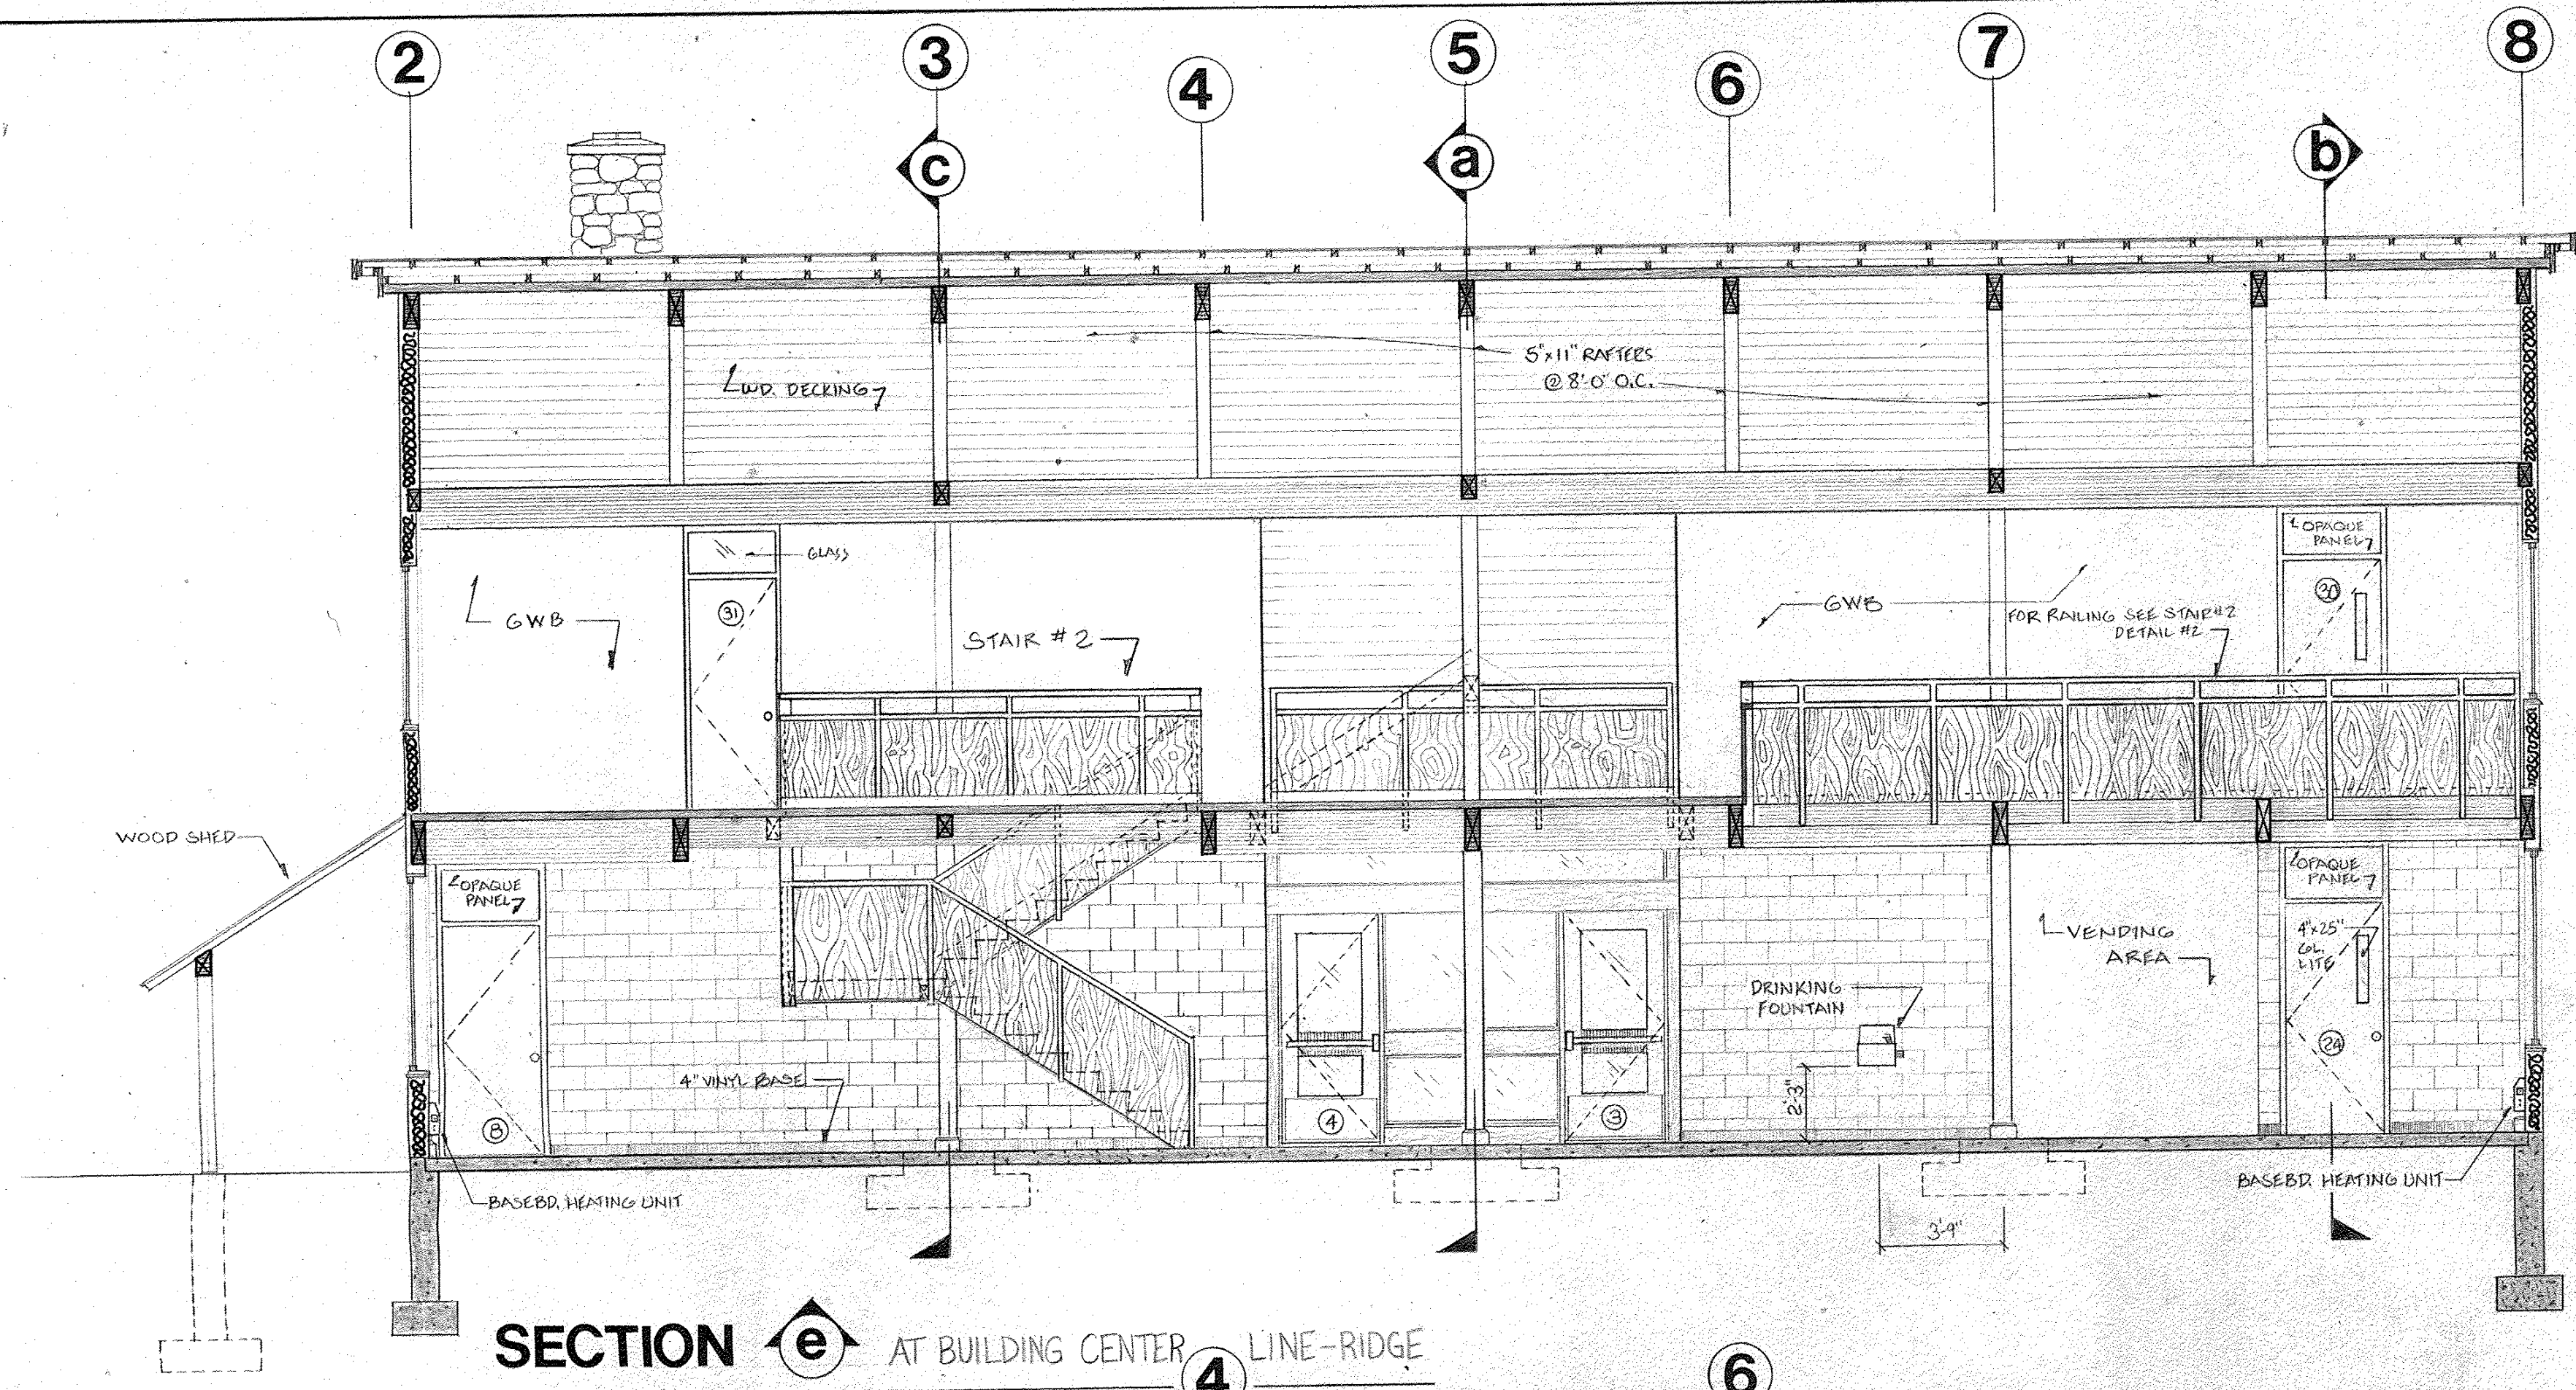 2
3
4
5
6
7
8
c
a
b
5"x11" RAFTERS
@ 8'-0" O.C.
WD. DECKING
GLASS
OPAQUE
PANEL
31
30
GWB
GWB
FOR RAILING SEE STAIR #2
DETAIL #2
STAIR #2
WOOD SHED
OPAQUE
PANEL
OPAQUE
PANEL
VENDING
AREA
4"x25"
GL.
LITE
DRINKING
FOUNTAIN
2'-3"
24
4" VINYL BASE
8
4
3
BASEBD. HEATING UNIT
BASEBD. HEATING UNIT
3'-9"
SECTION e AT BUILDING CENTER LINE-RIDGE
4
6